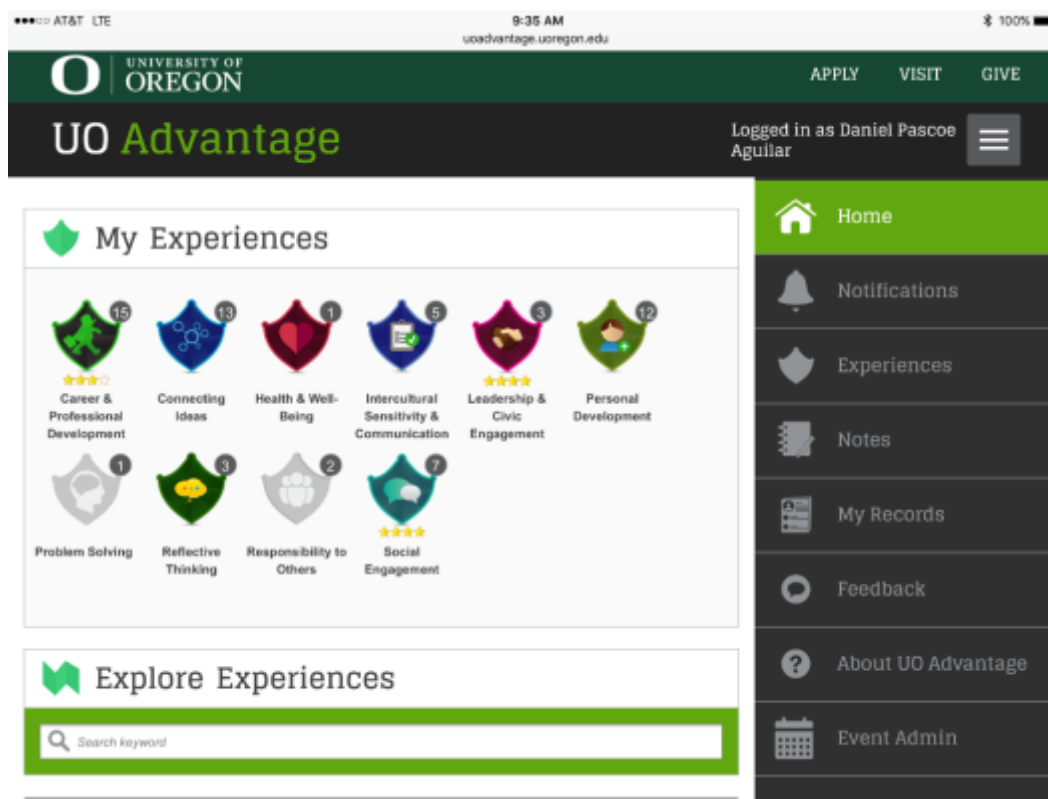 AT&T LTE 9:35 AM 100%
uoadvantage.uoregon.edu
O UNIVERSITY OF
OREGON
APPLY VISIT GIVE
UO Advantage
Logged in as Daniel Pascoe
Aguilar
My Experiences
15 13 1 5 3 12
Career &
Professional
Development
Connecting
Ideas
Health & Well-
Being
Intercultural
Sensitivity &
Communication
Leadership &
Civic
Engagement
Personal
Development
1 3 2 7
Problem Solving
Reflective
Thinking
Responsibility to
Others
Social
Engagement
Explore Experiences
Search keyword
Home
Notifications
Experiences
Notes
My Records
Feedback
? About UO Advantage
Event Admin